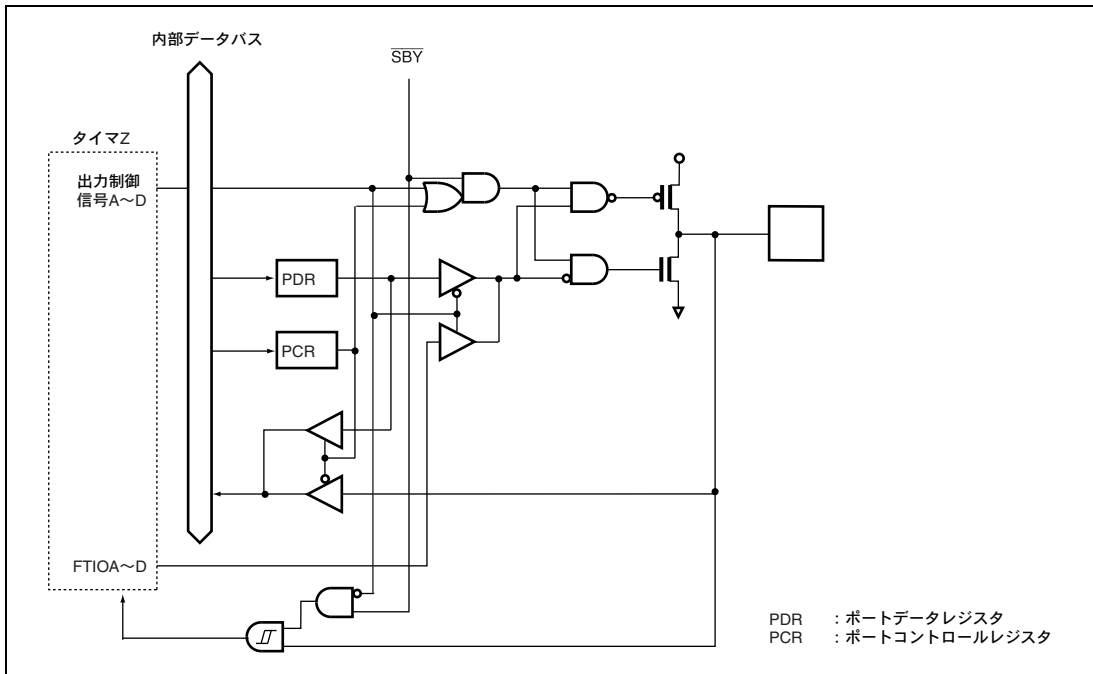 内部データバス
SBY
タイマZ
出力制御
信号A～D
PDR
PCR
FTIOA～D
PDR ：ポートデータレジスタ
PCR ：ポートコントロールレジスタ